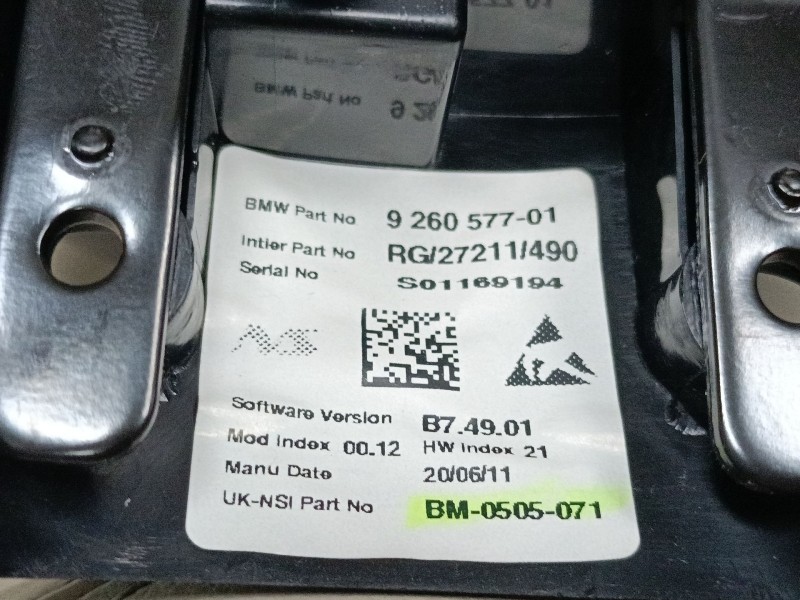 BMW Part No 9 260 577-01
Intier Part No RG/27211/490
Serial No S01169194
Software Version B7.49.01
Mod Index 00.12 HW Index 21
Manu Date 20/06/11
UK-NSI Part No BM-0505-071